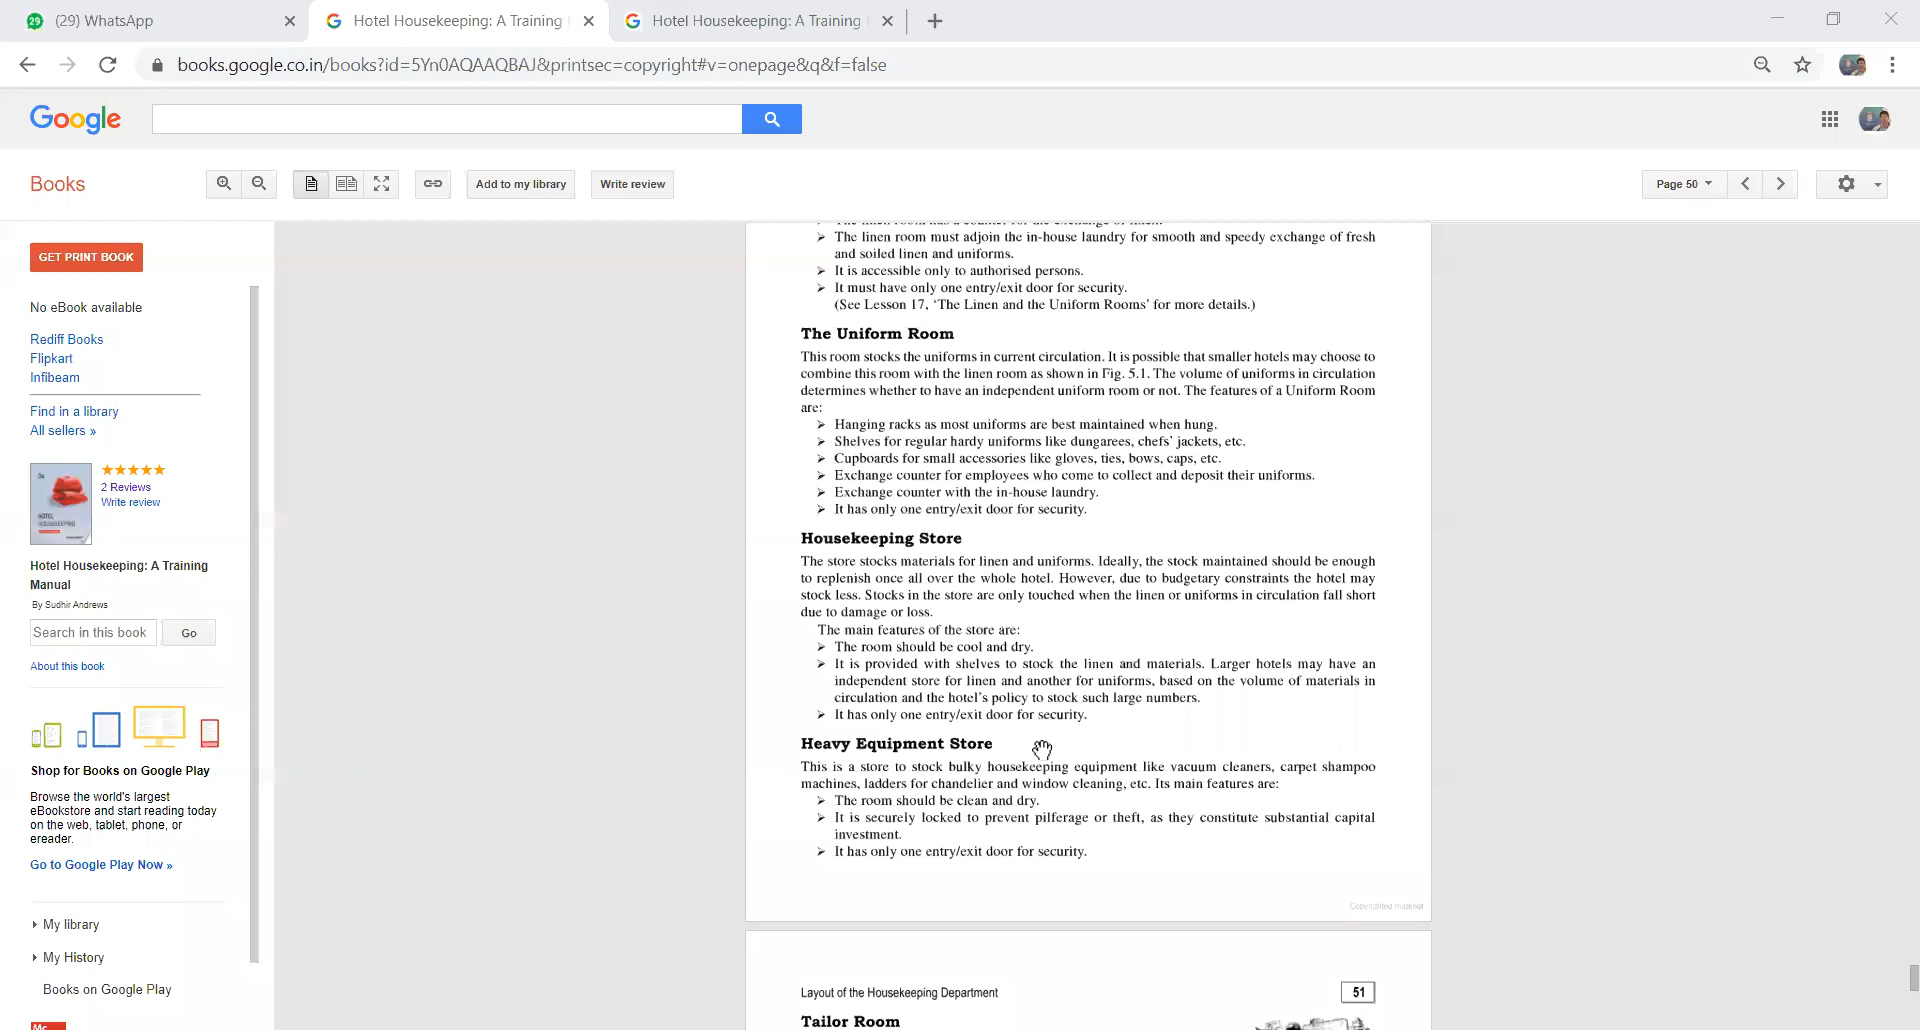 29 (29) WhatsApp
Hotel Housekeeping: A Training
Hotel Housekeeping: A Training
books.google.co.in/books?id=5Yn0AQAAQBAJ&printsec=copyright#v=onepage&q&f=false
Google
Books
Add to my library
Write review
Page 50
GET PRINT BOOK
No eBook available
Rediff Books
Flipkart
Infibeam
Find in a library
All sellers »
2 Reviews
Write review
HOTEL
Hotel Housekeeping: A Training
Manual
By Sudhir Andrews
Search in this book Go
About this book
Shop for Books on Google Play
Browse the world's largest
eBookstore and start reading today
on the web, tablet, phone, or
ereader.
Go to Google Play Now »
My library
My History
Books on Google Play
Mc
The linen room has a counter for the exchange of linen.
➢ The linen room must adjoin the in-house laundry for smooth and speedy exchange of fresh
and soiled linen and uniforms.
➢ It is accessible only to authorised persons.
➢ It must have only one entry/exit door for security.
(See Lesson 17, ‘The Linen and the Uniform Rooms’ for more details.)
The Uniform Room
This room stocks the uniforms in current circulation. It is possible that smaller hotels may choose to
combine this room with the linen room as shown in Fig. 5.1. The volume of uniforms in circulation
determines whether to have an independent uniform room or not. The features of a Uniform Room
are:
➢ Hanging racks as most uniforms are best maintained when hung.
➢ Shelves for regular hardy uniforms like dungarees, chefs’ jackets, etc.
➢ Cupboards for small accessories like gloves, ties, bows, caps, etc.
➢ Exchange counter for employees who come to collect and deposit their uniforms.
➢ Exchange counter with the in-house laundry.
➢ It has only one entry/exit door for security.
Housekeeping Store
The store stocks materials for linen and uniforms. Ideally, the stock maintained should be enough
to replenish once all over the whole hotel. However, due to budgetary constraints the hotel may
stock less. Stocks in the store are only touched when the linen or uniforms in circulation fall short
due to damage or loss.
The main features of the store are:
➢ The room should be cool and dry.
➢ It is provided with shelves to stock the linen and materials. Larger hotels may have an
independent store for linen and another for uniforms, based on the volume of materials in
circulation and the hotel’s policy to stock such large numbers.
➢ It has only one entry/exit door for security.
Heavy Equipment Store
This is a store to stock bulky housekeeping equipment like vacuum cleaners, carpet shampoo
machines, ladders for chandelier and window cleaning, etc. Its main features are:
➢ The room should be clean and dry.
➢ It is securely locked to prevent pilferage or theft, as they constitute substantial capital
investment.
➢ It has only one entry/exit door for security.
Copyrighted material
Layout of the Housekeeping Department 51
Tailor Room